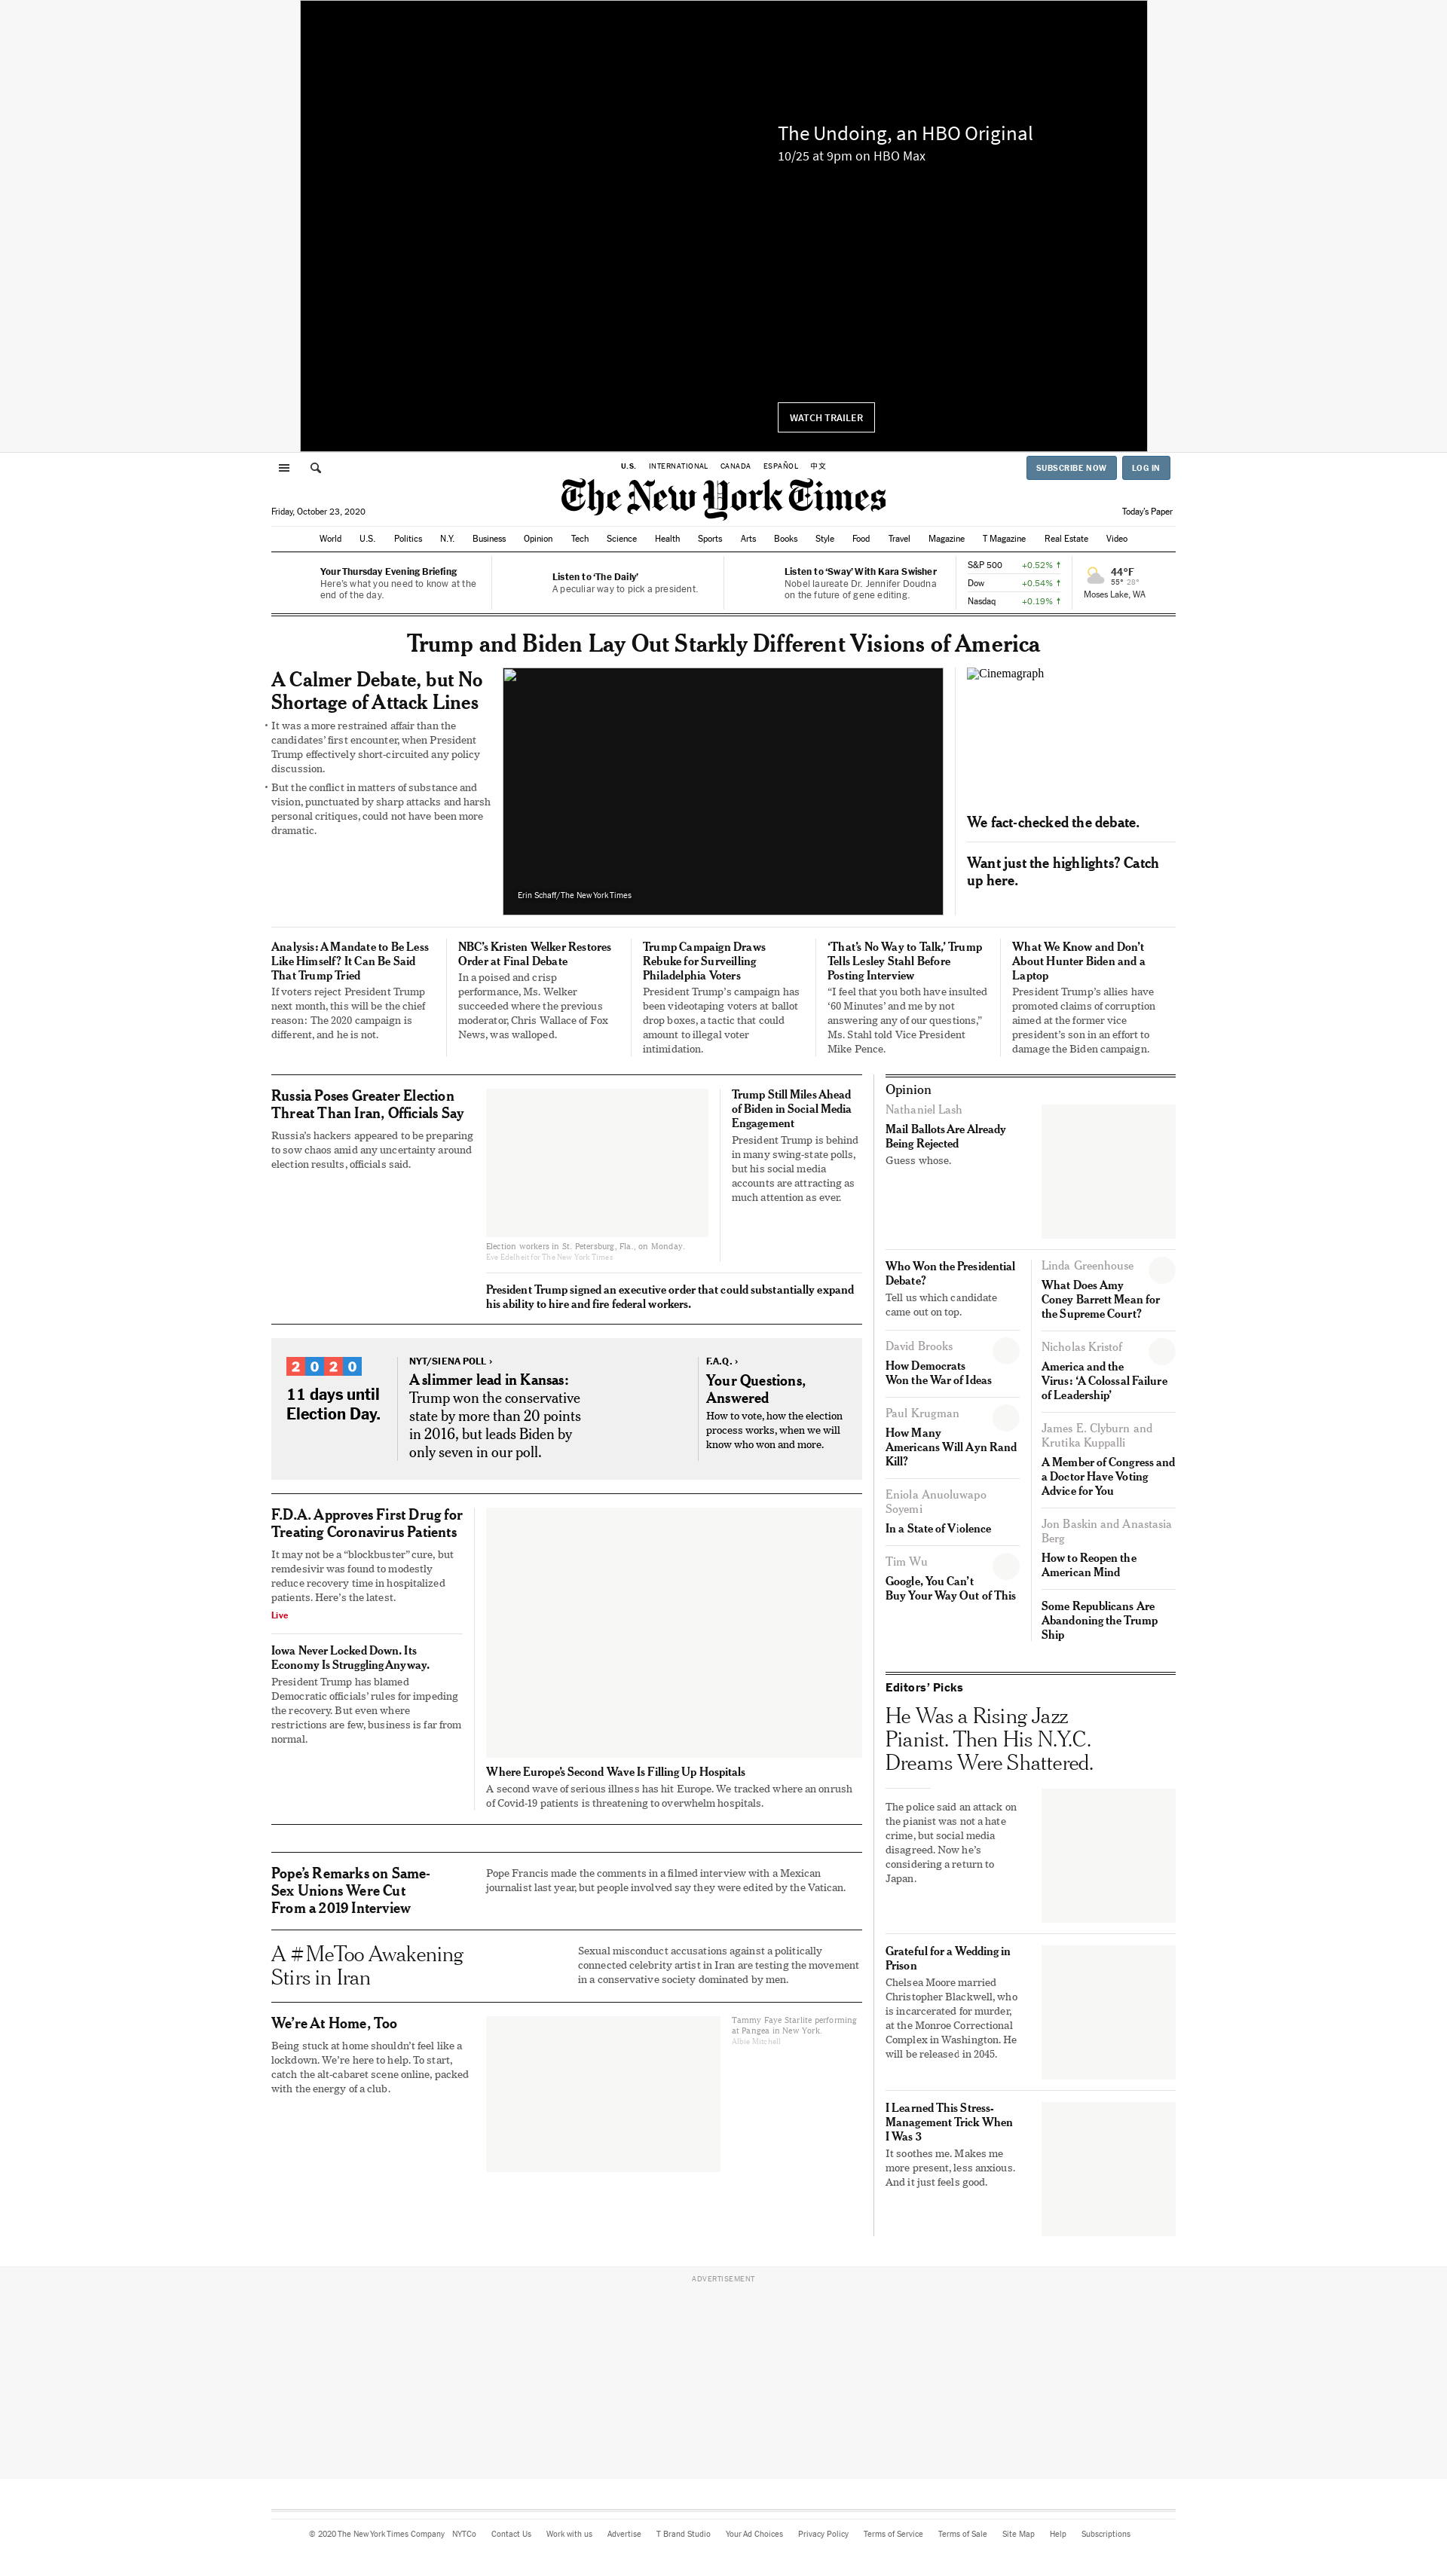 The Undoing, an HBO Original
10/25 at 9pm on HBO Max
WATCH TRAILER
U.S. INTERNATIONAL CANADA ESPAÑOL 中文
SUBSCRIBE NOW LOG IN
The New York Times
Friday, October 23, 2020
Today's Paper
World U.S. Politics N.Y. Business Opinion Tech Science Health Sports Arts Books Style Food Travel Magazine T Magazine Real Estate Video
Your Thursday Evening Briefing
Here's what you need to know at the
end of the day.
Listen to ‘The Daily’
A peculiar way to pick a president.
Listen to ‘Sway’ With Kara Swisher
Nobel laureate Dr. Jennifer Doudna
on the future of gene editing.
S&P 500 +0.52% ↑
Dow +0.54% ↑
Nasdaq +0.19% ↑
44°F
55° 28°
Moses Lake, WA
Trump and Biden Lay Out Starkly Different Visions of America
A Calmer Debate, but No
Shortage of Attack Lines
• It was a more restrained affair than the
candidates’ first encounter, when President
Trump effectively short-circuited any policy
discussion.
• But the conflict in matters of substance and
vision, punctuated by sharp attacks and harsh
personal critiques, could not have been more
dramatic.
Erin Schaff/The New York Times
Cinemagraph
We fact-checked the debate.
Want just the highlights? Catch
up here.
Analysis: A Mandate to Be Less
Like Himself? It Can Be Said
That Trump Tried
If voters reject President Trump
next month, this will be the chief
reason: The 2020 campaign is
different, and he is not.
NBC’s Kristen Welker Restores
Order at Final Debate
In a poised and crisp
performance, Ms. Welker
succeeded where the previous
moderator, Chris Wallace of Fox
News, was walloped.
Trump Campaign Draws
Rebuke for Surveilling
Philadelphia Voters
President Trump’s campaign has
been videotaping voters at ballot
drop boxes, a tactic that could
amount to illegal voter
intimidation.
‘That’s No Way to Talk,’ Trump
Tells Lesley Stahl Before
Posting Interview
“I feel that you both have insulted
‘60 Minutes’ and me by not
answering any of our questions,”
Ms. Stahl told Vice President
Mike Pence.
What We Know and Don’t
About Hunter Biden and a
Laptop
President Trump’s allies have
promoted claims of corruption
aimed at the former vice
president’s son in an effort to
damage the Biden campaign.
Russia Poses Greater Election
Threat Than Iran, Officials Say
Russia’s hackers appeared to be preparing
to sow chaos amid any uncertainty around
election results, officials said.
Election workers in St. Petersburg, Fla., on Monday.
Eve Edelheit for The New York Times
Trump Still Miles Ahead
of Biden in Social Media
Engagement
President Trump is behind
in many swing-state polls,
but his social media
accounts are attracting as
much attention as ever.
President Trump signed an executive order that could substantially expand
his ability to hire and fire federal workers.
2020
11 days until
Election Day.
NYT/SIENA POLL ›
A slimmer lead in Kansas:
Trump won the conservative
state by more than 20 points
in 2016, but leads Biden by
only seven in our poll.
F.A.Q. ›
Your Questions,
Answered
How to vote, how the election
process works, when we will
know who won and more.
F.D.A. Approves First Drug for
Treating Coronavirus Patients
It may not be a “blockbuster” cure, but
remdesivir was found to modestly
reduce recovery time in hospitalized
patients. Here’s the latest.
Live
Iowa Never Locked Down. Its
Economy Is Struggling Anyway.
President Trump has blamed
Democratic officials’ rules for impeding
the recovery. But even where
restrictions are few, business is far from
normal.
Where Europe’s Second Wave Is Filling Up Hospitals
A second wave of serious illness has hit Europe. We tracked where an onrush
of Covid-19 patients is threatening to overwhelm hospitals.
Pope’s Remarks on Same-
Sex Unions Were Cut
From a 2019 Interview
Pope Francis made the comments in a filmed interview with a Mexican
journalist last year, but people involved say they were edited by the Vatican.
A #MeToo Awakening
Stirs in Iran
Sexual misconduct accusations against a politically
connected celebrity artist in Iran are testing the movement
in a conservative society dominated by men.
We’re At Home, Too
Being stuck at home shouldn’t feel like a
lockdown. We’re here to help. To start,
catch the alt-cabaret scene online, packed
with the energy of a club.
Tammy Faye Starlite performing
at Pangea in New York.
Albie Mitchell
Opinion
Nathaniel Lash
Mail Ballots Are Already
Being Rejected
Guess whose.
Who Won the Presidential
Debate?
Tell us which candidate
came out on top.
David Brooks
How Democrats
Won the War of Ideas
Paul Krugman
How Many
Americans Will Ayn Rand
Kill?
Eniola Anuoluwapo
Soyemi
In a State of Violence
Tim Wu
Google, You Can’t
Buy Your Way Out of This
Linda Greenhouse
What Does Amy
Coney Barrett Mean for
the Supreme Court?
Nicholas Kristof
America and the
Virus: ‘A Colossal Failure
of Leadership’
James E. Clyburn and
Krutika Kuppalli
A Member of Congress and
a Doctor Have Voting
Advice for You
Jon Baskin and Anastasia
Berg
How to Reopen the
American Mind
Some Republicans Are
Abandoning the Trump
Ship
Editors’ Picks
He Was a Rising Jazz
Pianist. Then His N.Y.C.
Dreams Were Shattered.
The police said an attack on
the pianist was not a hate
crime, but social media
disagreed. Now he’s
considering a return to
Japan.
Grateful for a Wedding in
Prison
Chelsea Moore married
Christopher Blackwell, who
is incarcerated for murder,
at the Monroe Correctional
Complex in Washington. He
will be released in 2045.
I Learned This Stress-
Management Trick When
I Was 3
It soothes me. Makes me
more present, less anxious.
And it just feels good.
ADVERTISEMENT
© 2020 The New York Times Company NYTCo Contact Us Work with us Advertise T Brand Studio Your Ad Choices Privacy Policy Terms of Service Terms of Sale Site Map Help Subscriptions